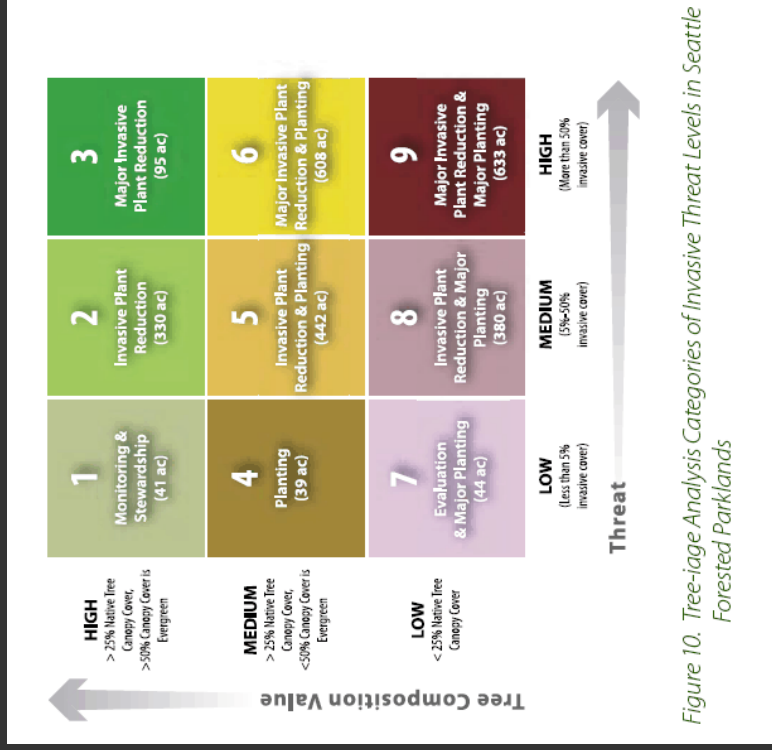 HIGH
> 25% Native Tree
Canopy Cover,
>50% Canopy Cover is
Evergreen
1
Monitoring &
Stewardship
(41 ac)
2
Invasive Plant
Reduction
(330 ac)
3
Major Invasive
Plant Reduction
(95 ac)
MEDIUM
> 25% Native Tree
Canopy Cover,
<50% Canopy Cover is
Evergreen
4
Planting
(39 ac)
5
Invasive Plant
Reduction & Planting
(442 ac)
6
Major Invasive Plant
Reduction & Planting
(608 ac)
LOW
< 25% Native Tree
Canopy Cover
7
Evaluation
& Major Planting
(44 ac)
8
Invasive Plant
Reduction & Major
Planting
(380 ac)
9
Major Invasive
Plant Reduction &
Major Planting
(633 ac)
Tree Composition Value
LOW
(Less than 5%
invasive cover)
MEDIUM
(5%-50%
invasive cover)
HIGH
(More than 50%
invasive cover)
Threat
Figure 10. Tree-iage Analysis Categories of Invasive Threat Levels in Seattle
Forested Parklands